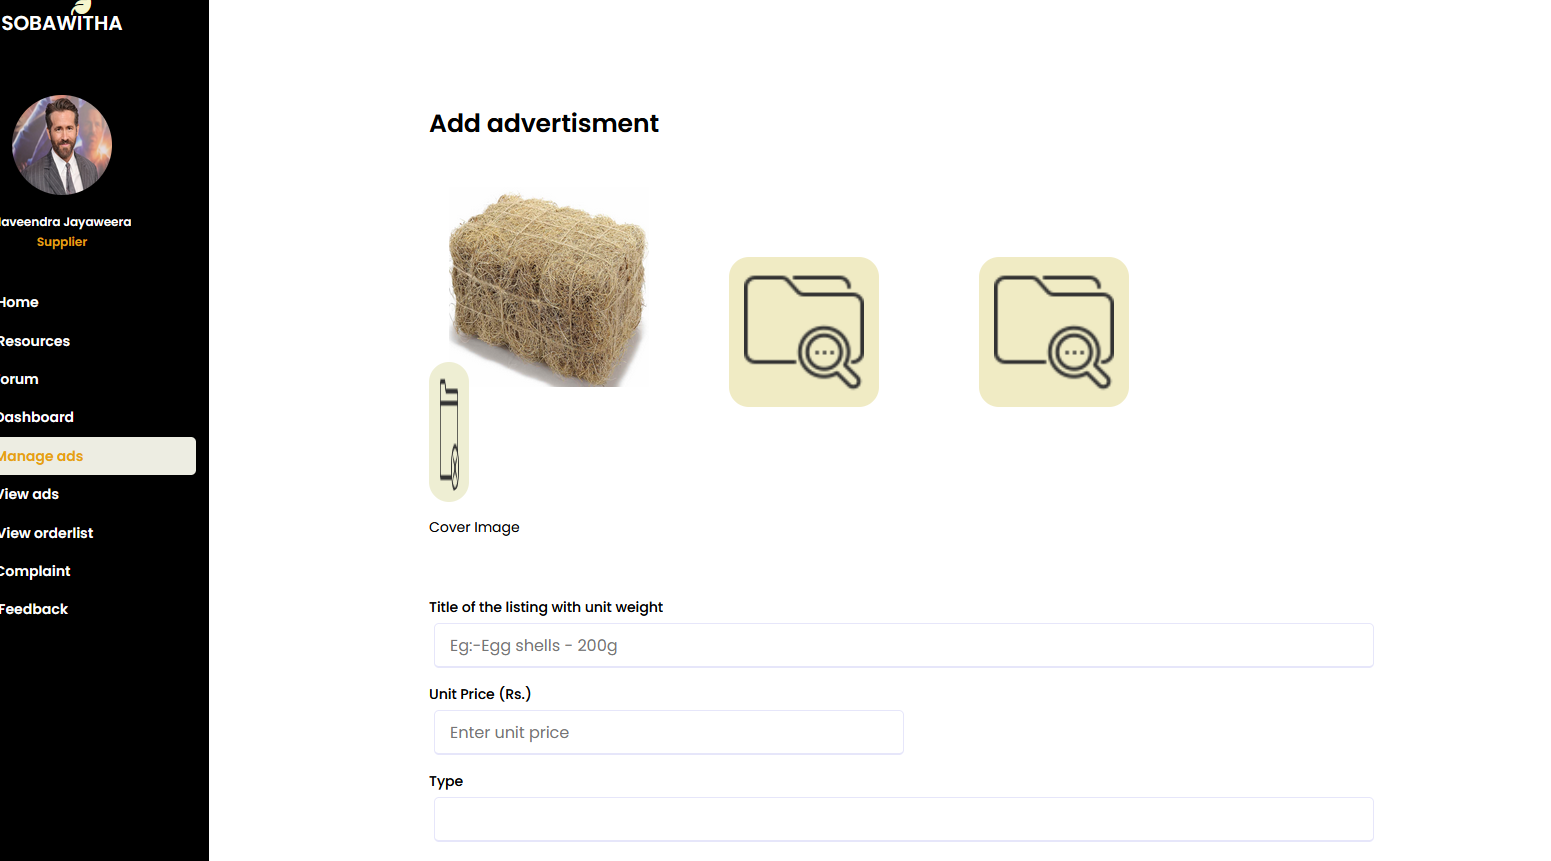 SOBAWITHA
aveendra Jayaweera
Supplier
Home
Resources
orum
Dashboard
Manage ads
View ads
View orderlist
Complaint
Feedback
Add advertisment
Cover Image
Title of the listing with unit weight
Eg:-Egg shells - 200g
Unit Price (Rs.)
Enter unit price
Type